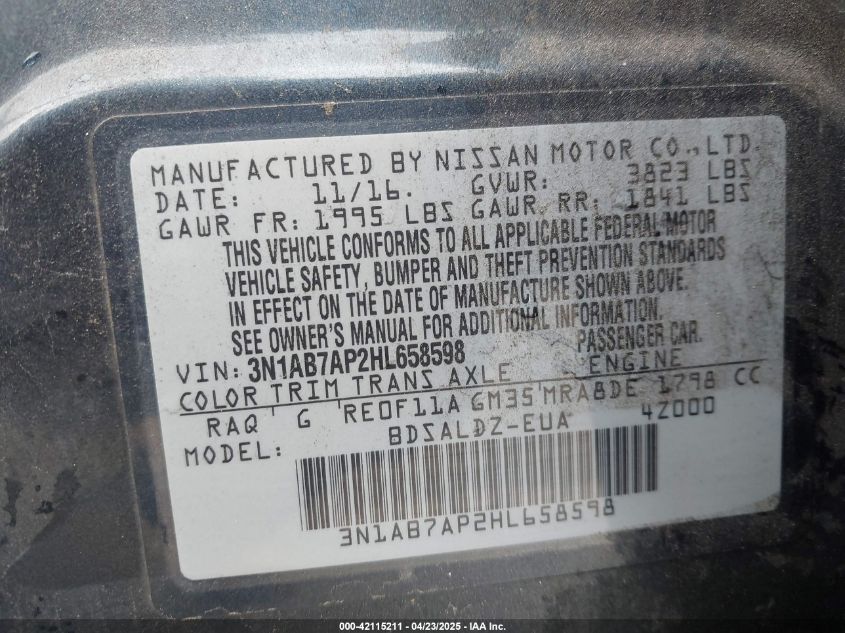 MANUFACTURED BY NISSAN MOTOR CO., LTD.
DATE: 11/16. GVWR: 3823 LBS
GAWR FR: 1995 LBS GAWR RR: 1841 LBS
THIS VEHICLE CONFORMS TO ALL APPLICABLE FEDERAL MOTOR
VEHICLE SAFETY, BUMPER AND THEFT PREVENTION STANDARDS
IN EFFECT ON THE DATE OF MANUFACTURE SHOWN ABOVE.
SEE OWNER'S MANUAL FOR ADDITIONAL INFORMATION.
VIN: 3N1AB7AP2HL658598 PASSENGER CAR.
COLOR TRIM TRANS AXLE ENGINE
RAQ G RE0F11A GM35 MRA8DE 1798 CC
MODEL: BDSALDZ-EUA 4Z000
3N1AB7AP2HL658598
000-42115211 - 04/23/2025 - IAA Inc.